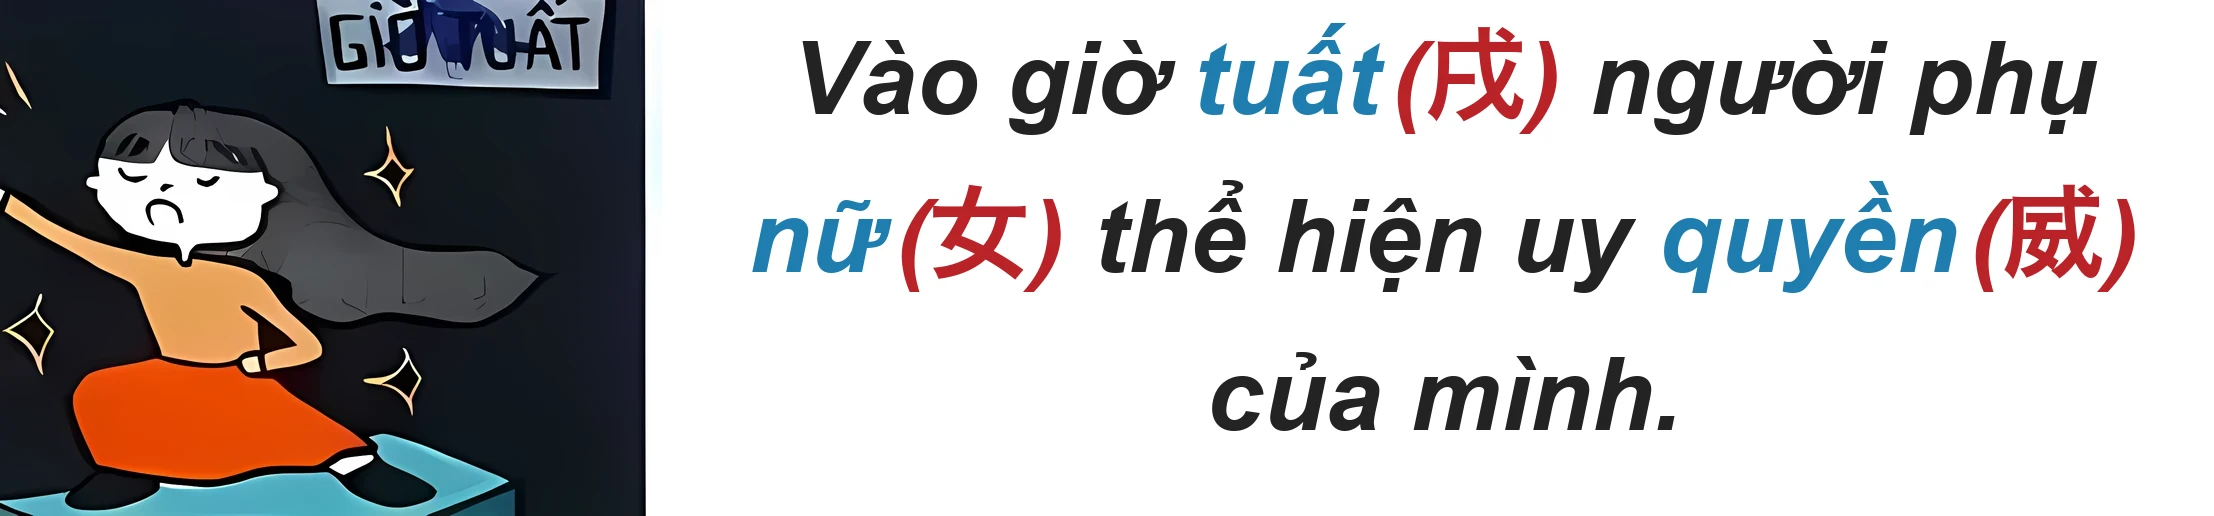 GIỜ TUẤT
Vào giờ tuất (戌) người phụ
nữ (女) thể hiện uy quyền (威)
của mình.